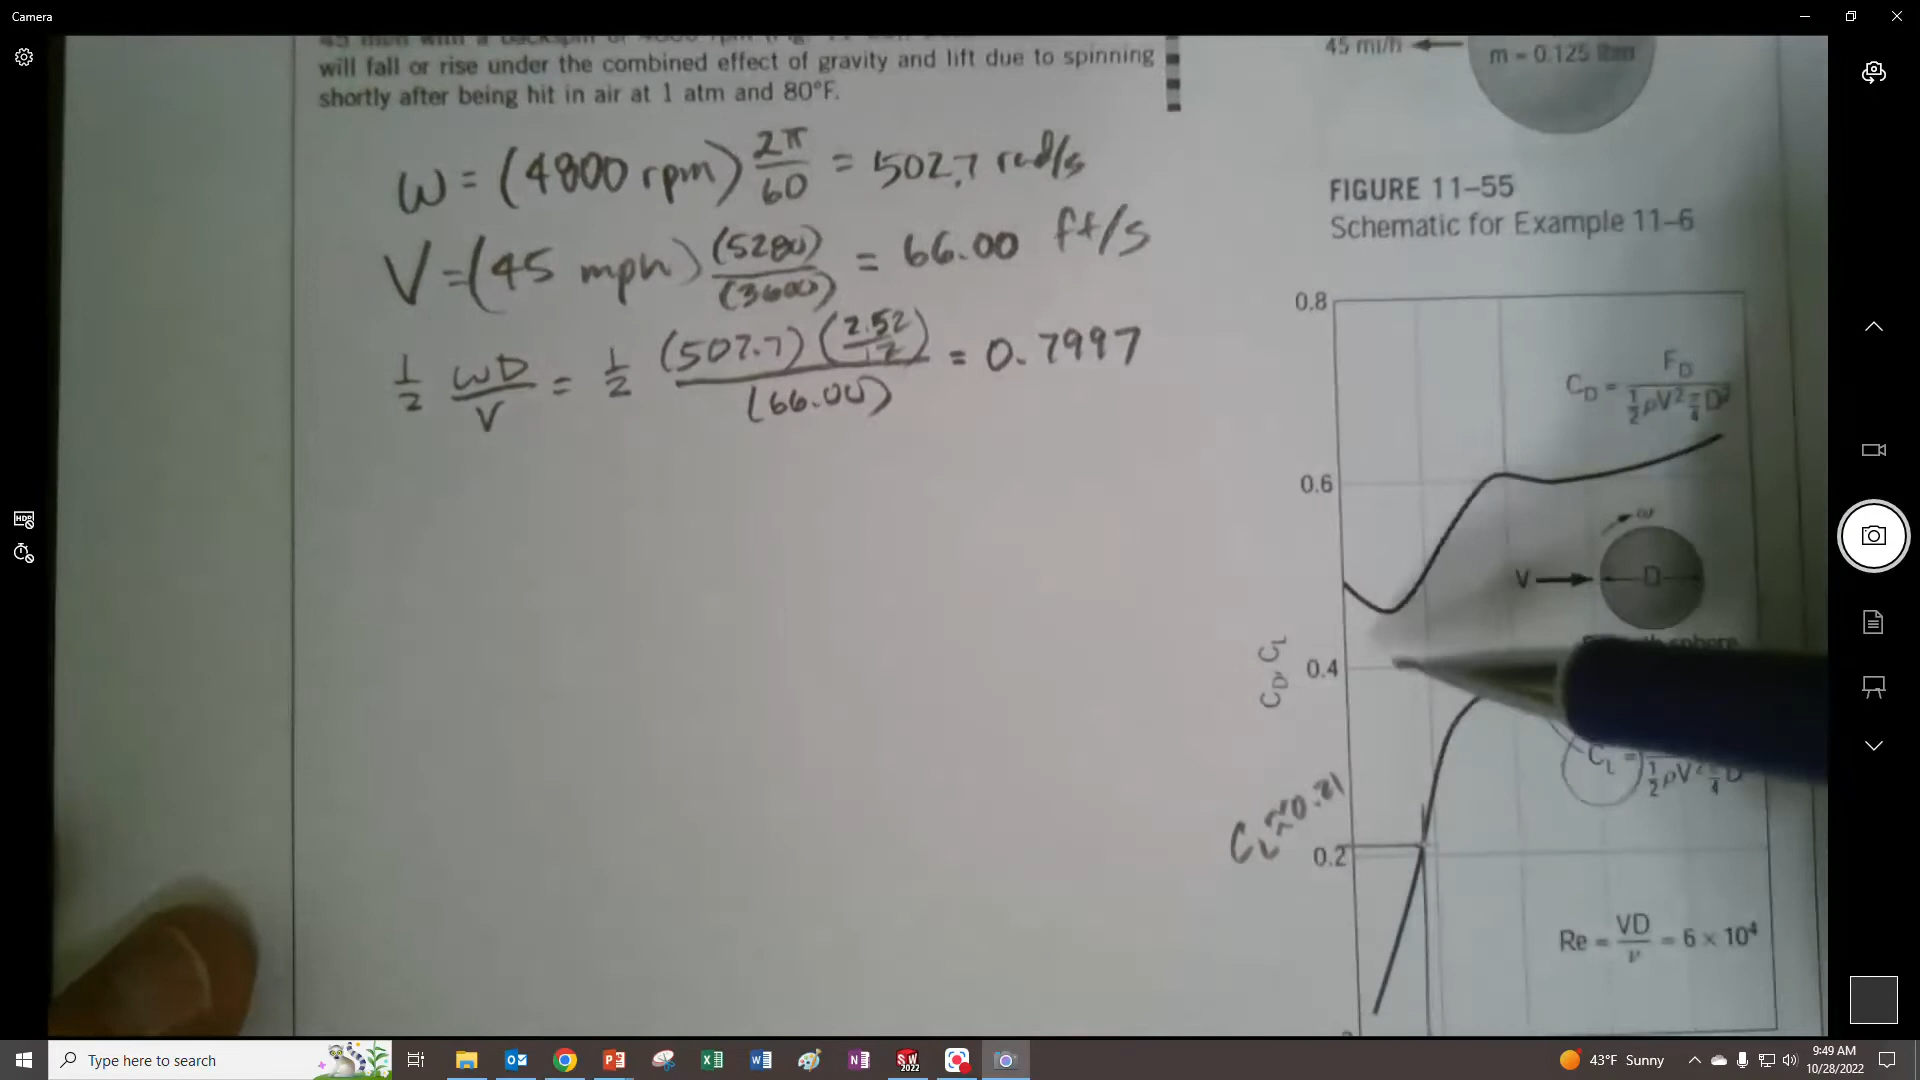 Camera
will fall or rise under the combined effect of gravity and lift due to spinning
shortly after being hit in air at 1 atm and 80°F.
ω = (4800 rpm) 2π/60 = 502.7 rad/s
V = (45 mph) (5280)/(3600) = 66.00 ft/s
1/2 ωD/V = 1/2 (502.7)(2.52/12)/(66.00) = 0.7997
45 mi/h
m = 0.125 lbm
FIGURE 11–55
Schematic for Example 11–6
0.8
C_D = F_D / ½ρV² π/4 D²
0.6
ω
V
D
sphere
C_D, C_L
0.4
C_L = ½ρV² π/4 D
C_L ≈ 0.21
0.2
Re = VD/ν = 6 × 10⁴
Type here to search
43°F Sunny
9:49 AM
10/28/2022